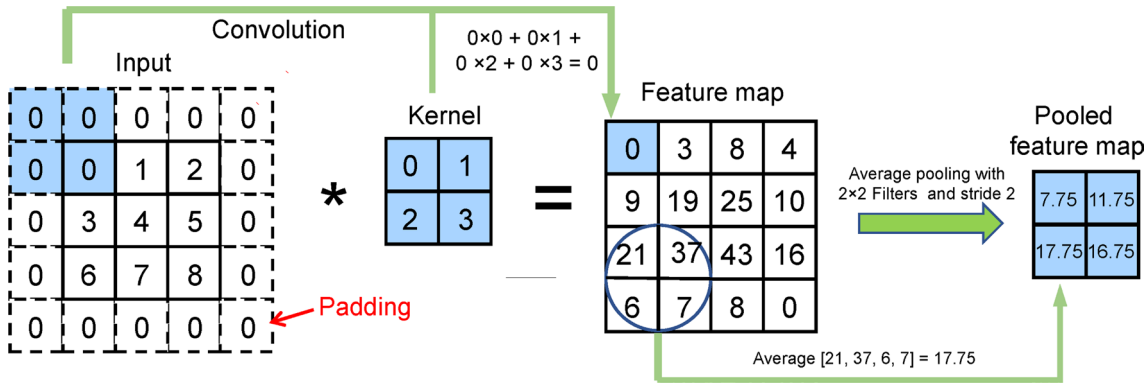 Convolution
0×0 + 0×1 +
0 ×2 + 0 ×3 = 0
Input
0 0 0 0 0
0 0 1 2 0
0 3 4 5 0
0 6 7 8 0
0 0 0 0 0
Padding
*
Kernel
0 1
2 3
=
Feature map
0 3 8 4
9 19 25 10
21 37 43 16
6 7 8 0
Average pooling with
2×2 Filters and stride 2
Pooled
feature map
7.75 11.75
17.75 16.75
Average [21, 37, 6, 7] = 17.75